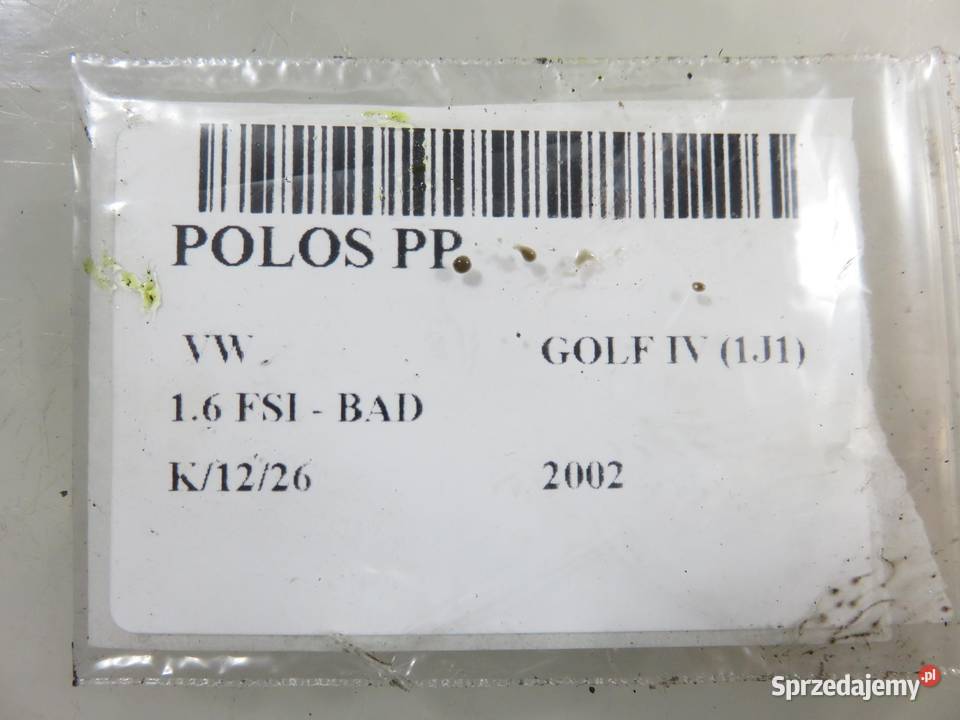 POLOS PP
VW GOLF IV (1J1)
1.6 FSI - BAD
K/12/26 2002
Sprzedajemy.pl